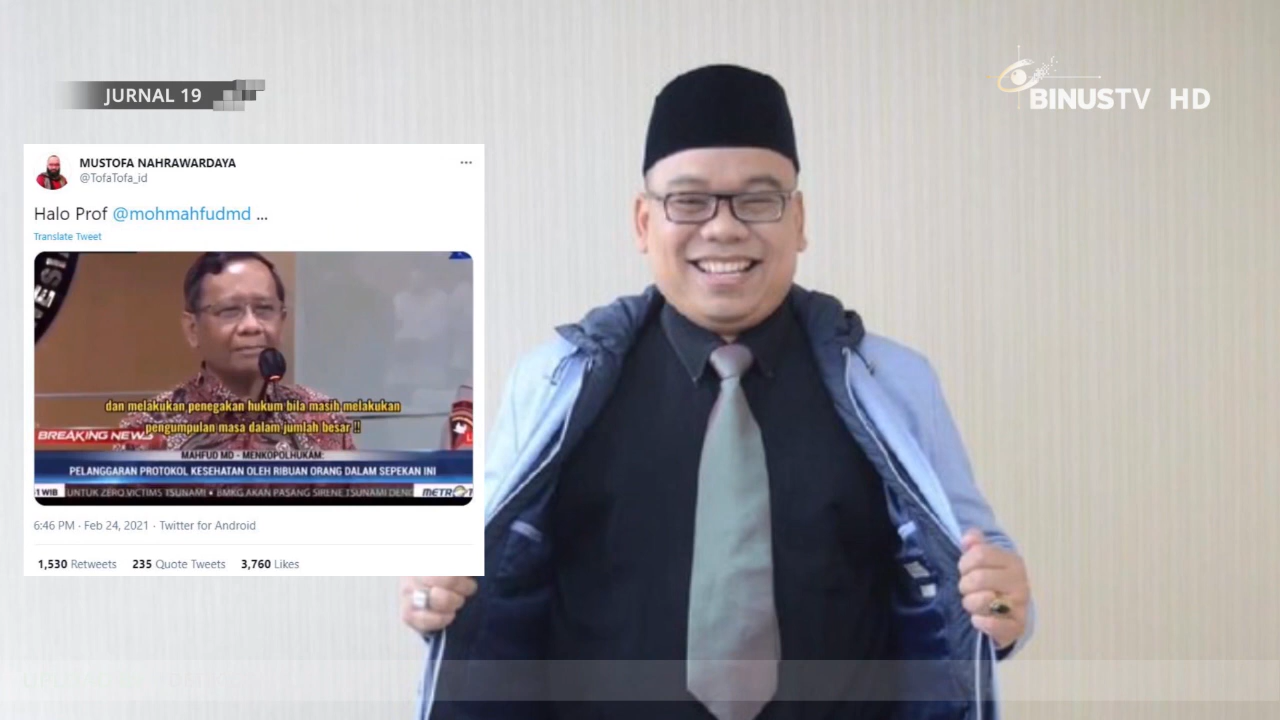 JURNAL 19
BINUSTV HD
MUSTOFA NAHRAWARDAYA
@TofaTofa_id
Halo Prof @mohmahfudmd ...
Translate Tweet
dan melakukan penegakan hukum bila masih melakukan
pengumpulan masa dalam jumlah besar !!
BREAKING NEWS
MAHFUD MD - MENKOPOLHUKAM:
PELANGGARAN PROTOKOL KESEHATAN OLEH RIBUAN ORANG DALAM SEPEKAN INI
WIB UNTUK ZERO VICTIMS TSUNAMI • BMKG AKAN PASANG SIRENE TSUNAMI
6:46 PM · Feb 24, 2021 · Twitter for Android
1,530 Retweets 235 Quote Tweets 3,760 Likes